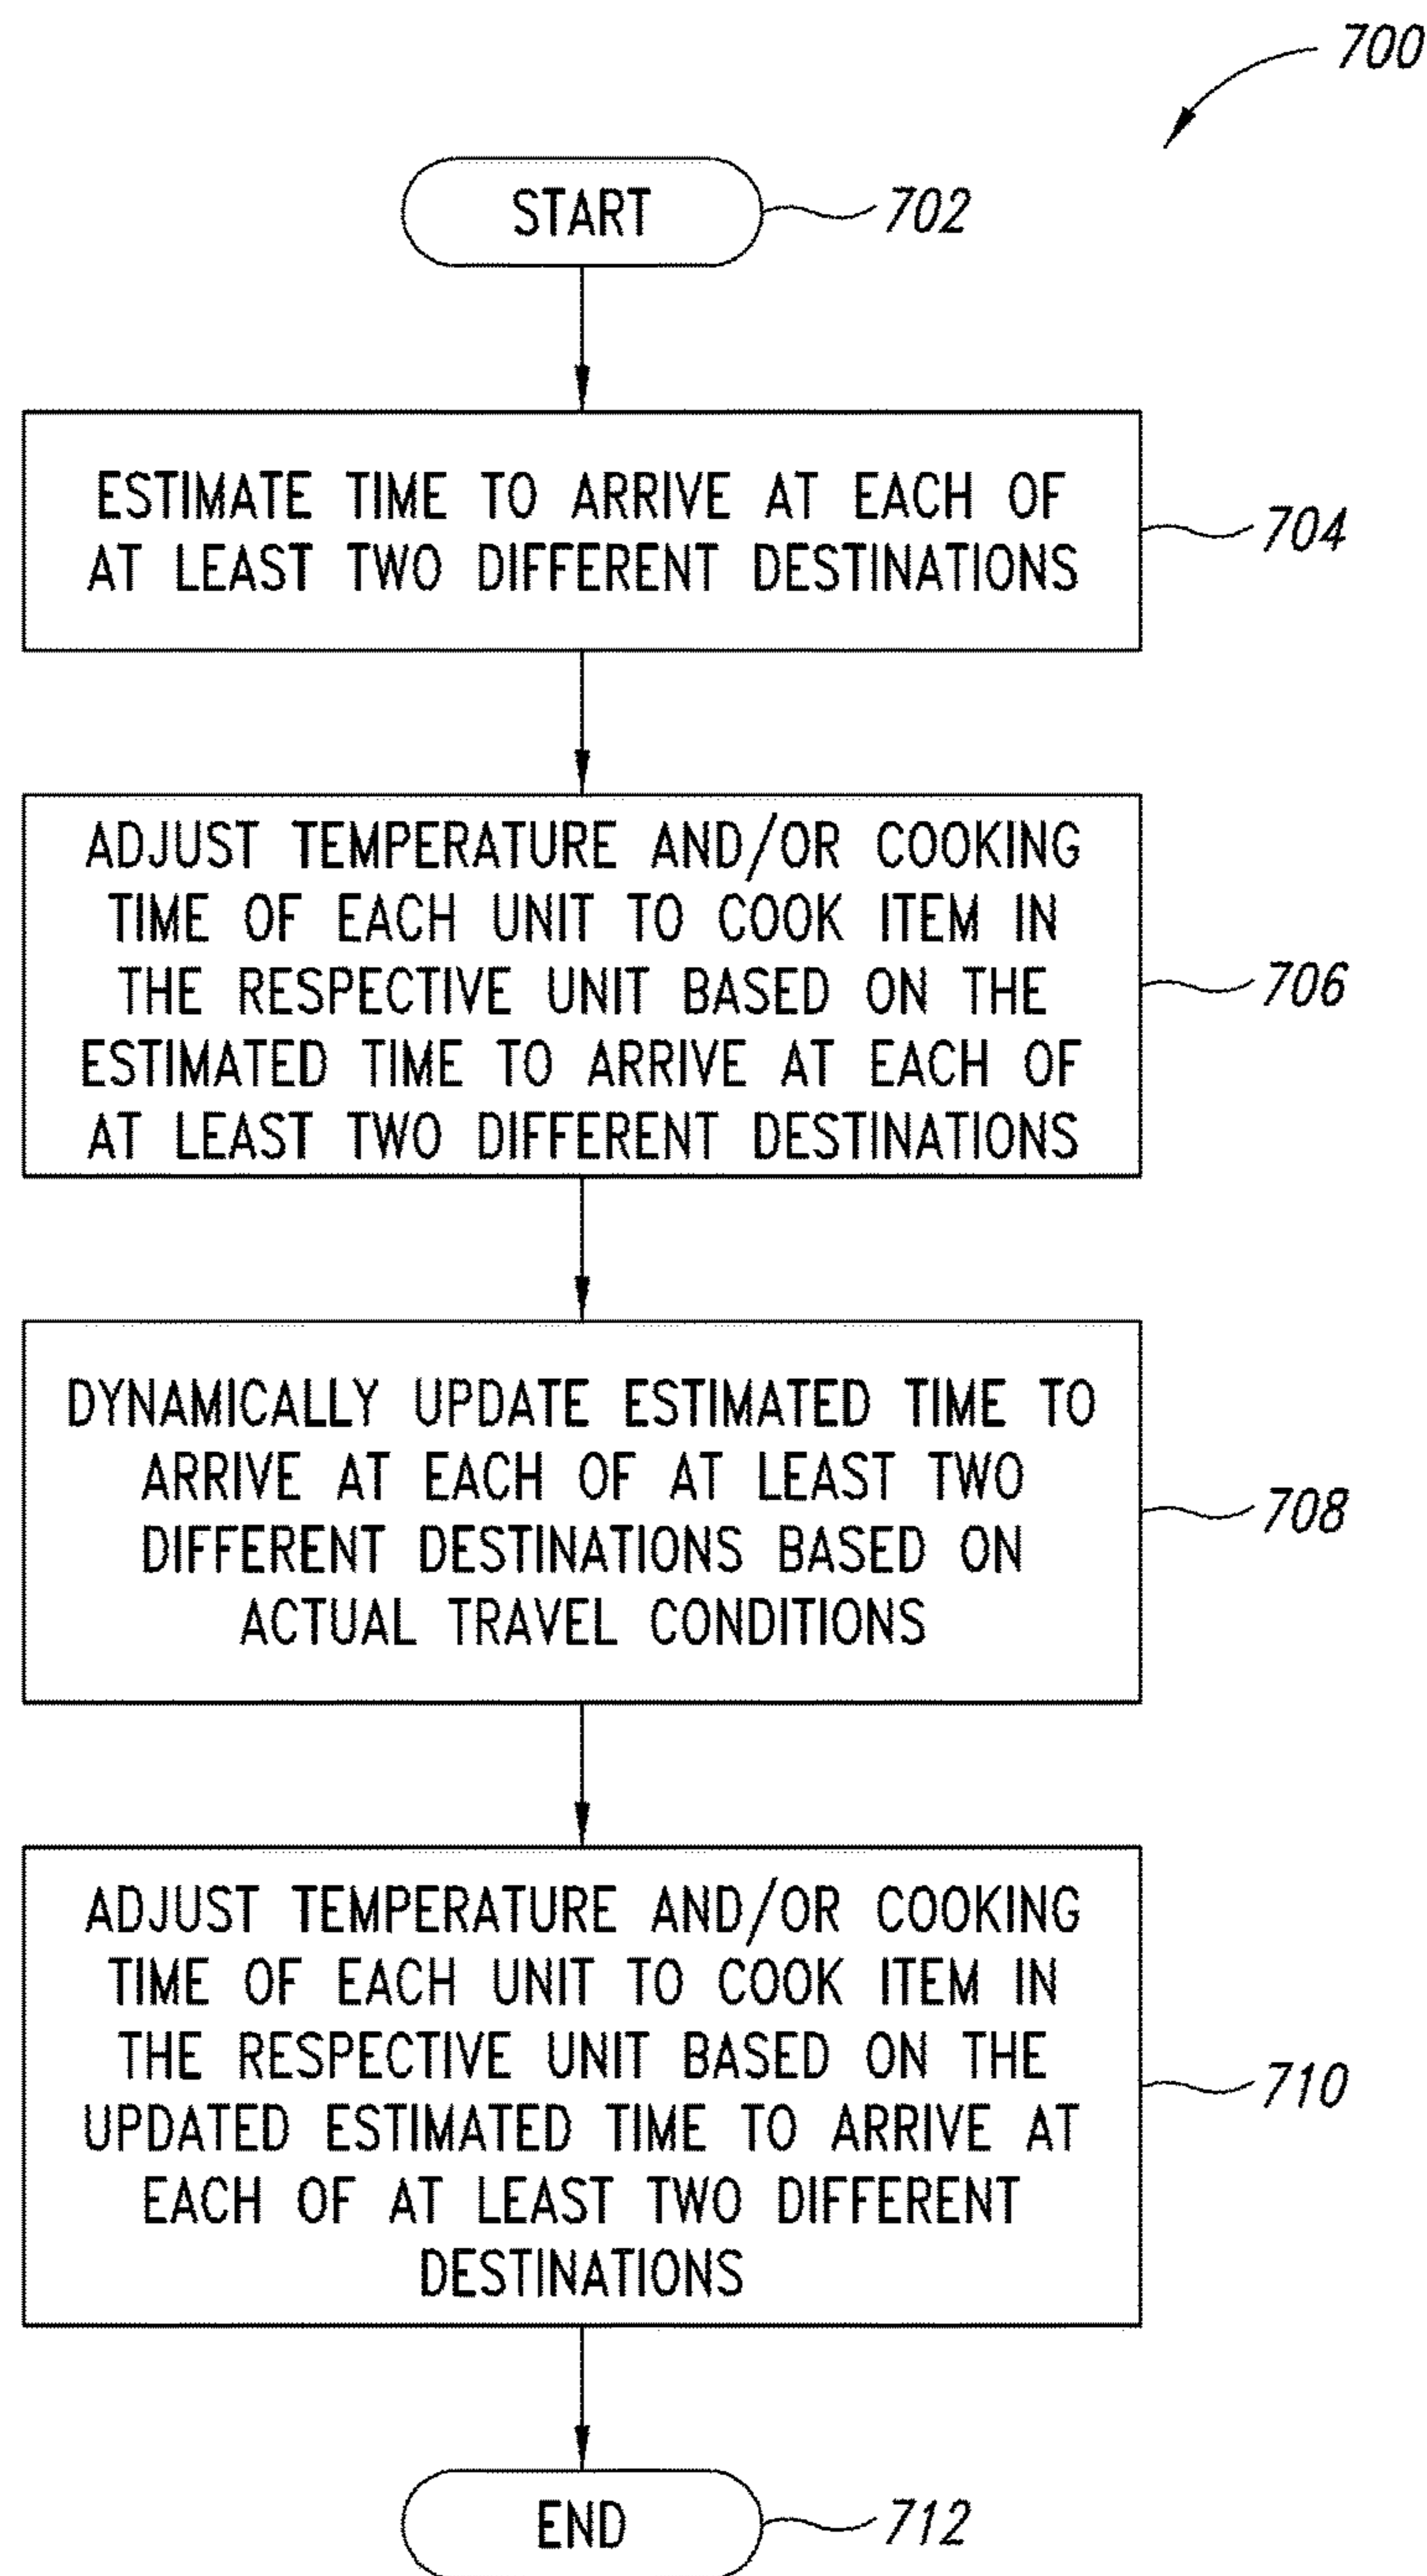 700
START
702
ESTIMATE TIME TO ARRIVE AT EACH OF
AT LEAST TWO DIFFERENT DESTINATIONS
704
ADJUST TEMPERATURE AND/OR COOKING
TIME OF EACH UNIT TO COOK ITEM IN
THE RESPECTIVE UNIT BASED ON THE
ESTIMATED TIME TO ARRIVE AT EACH OF
AT LEAST TWO DIFFERENT DESTINATIONS
706
DYNAMICALLY UPDATE ESTIMATED TIME TO
ARRIVE AT EACH OF AT LEAST TWO
DIFFERENT DESTINATIONS BASED ON
ACTUAL TRAVEL CONDITIONS
708
ADJUST TEMPERATURE AND/OR COOKING
TIME OF EACH UNIT TO COOK ITEM IN
THE RESPECTIVE UNIT BASED ON THE
UPDATED ESTIMATED TIME TO ARRIVE AT
EACH OF AT LEAST TWO DIFFERENT
DESTINATIONS
710
END
712